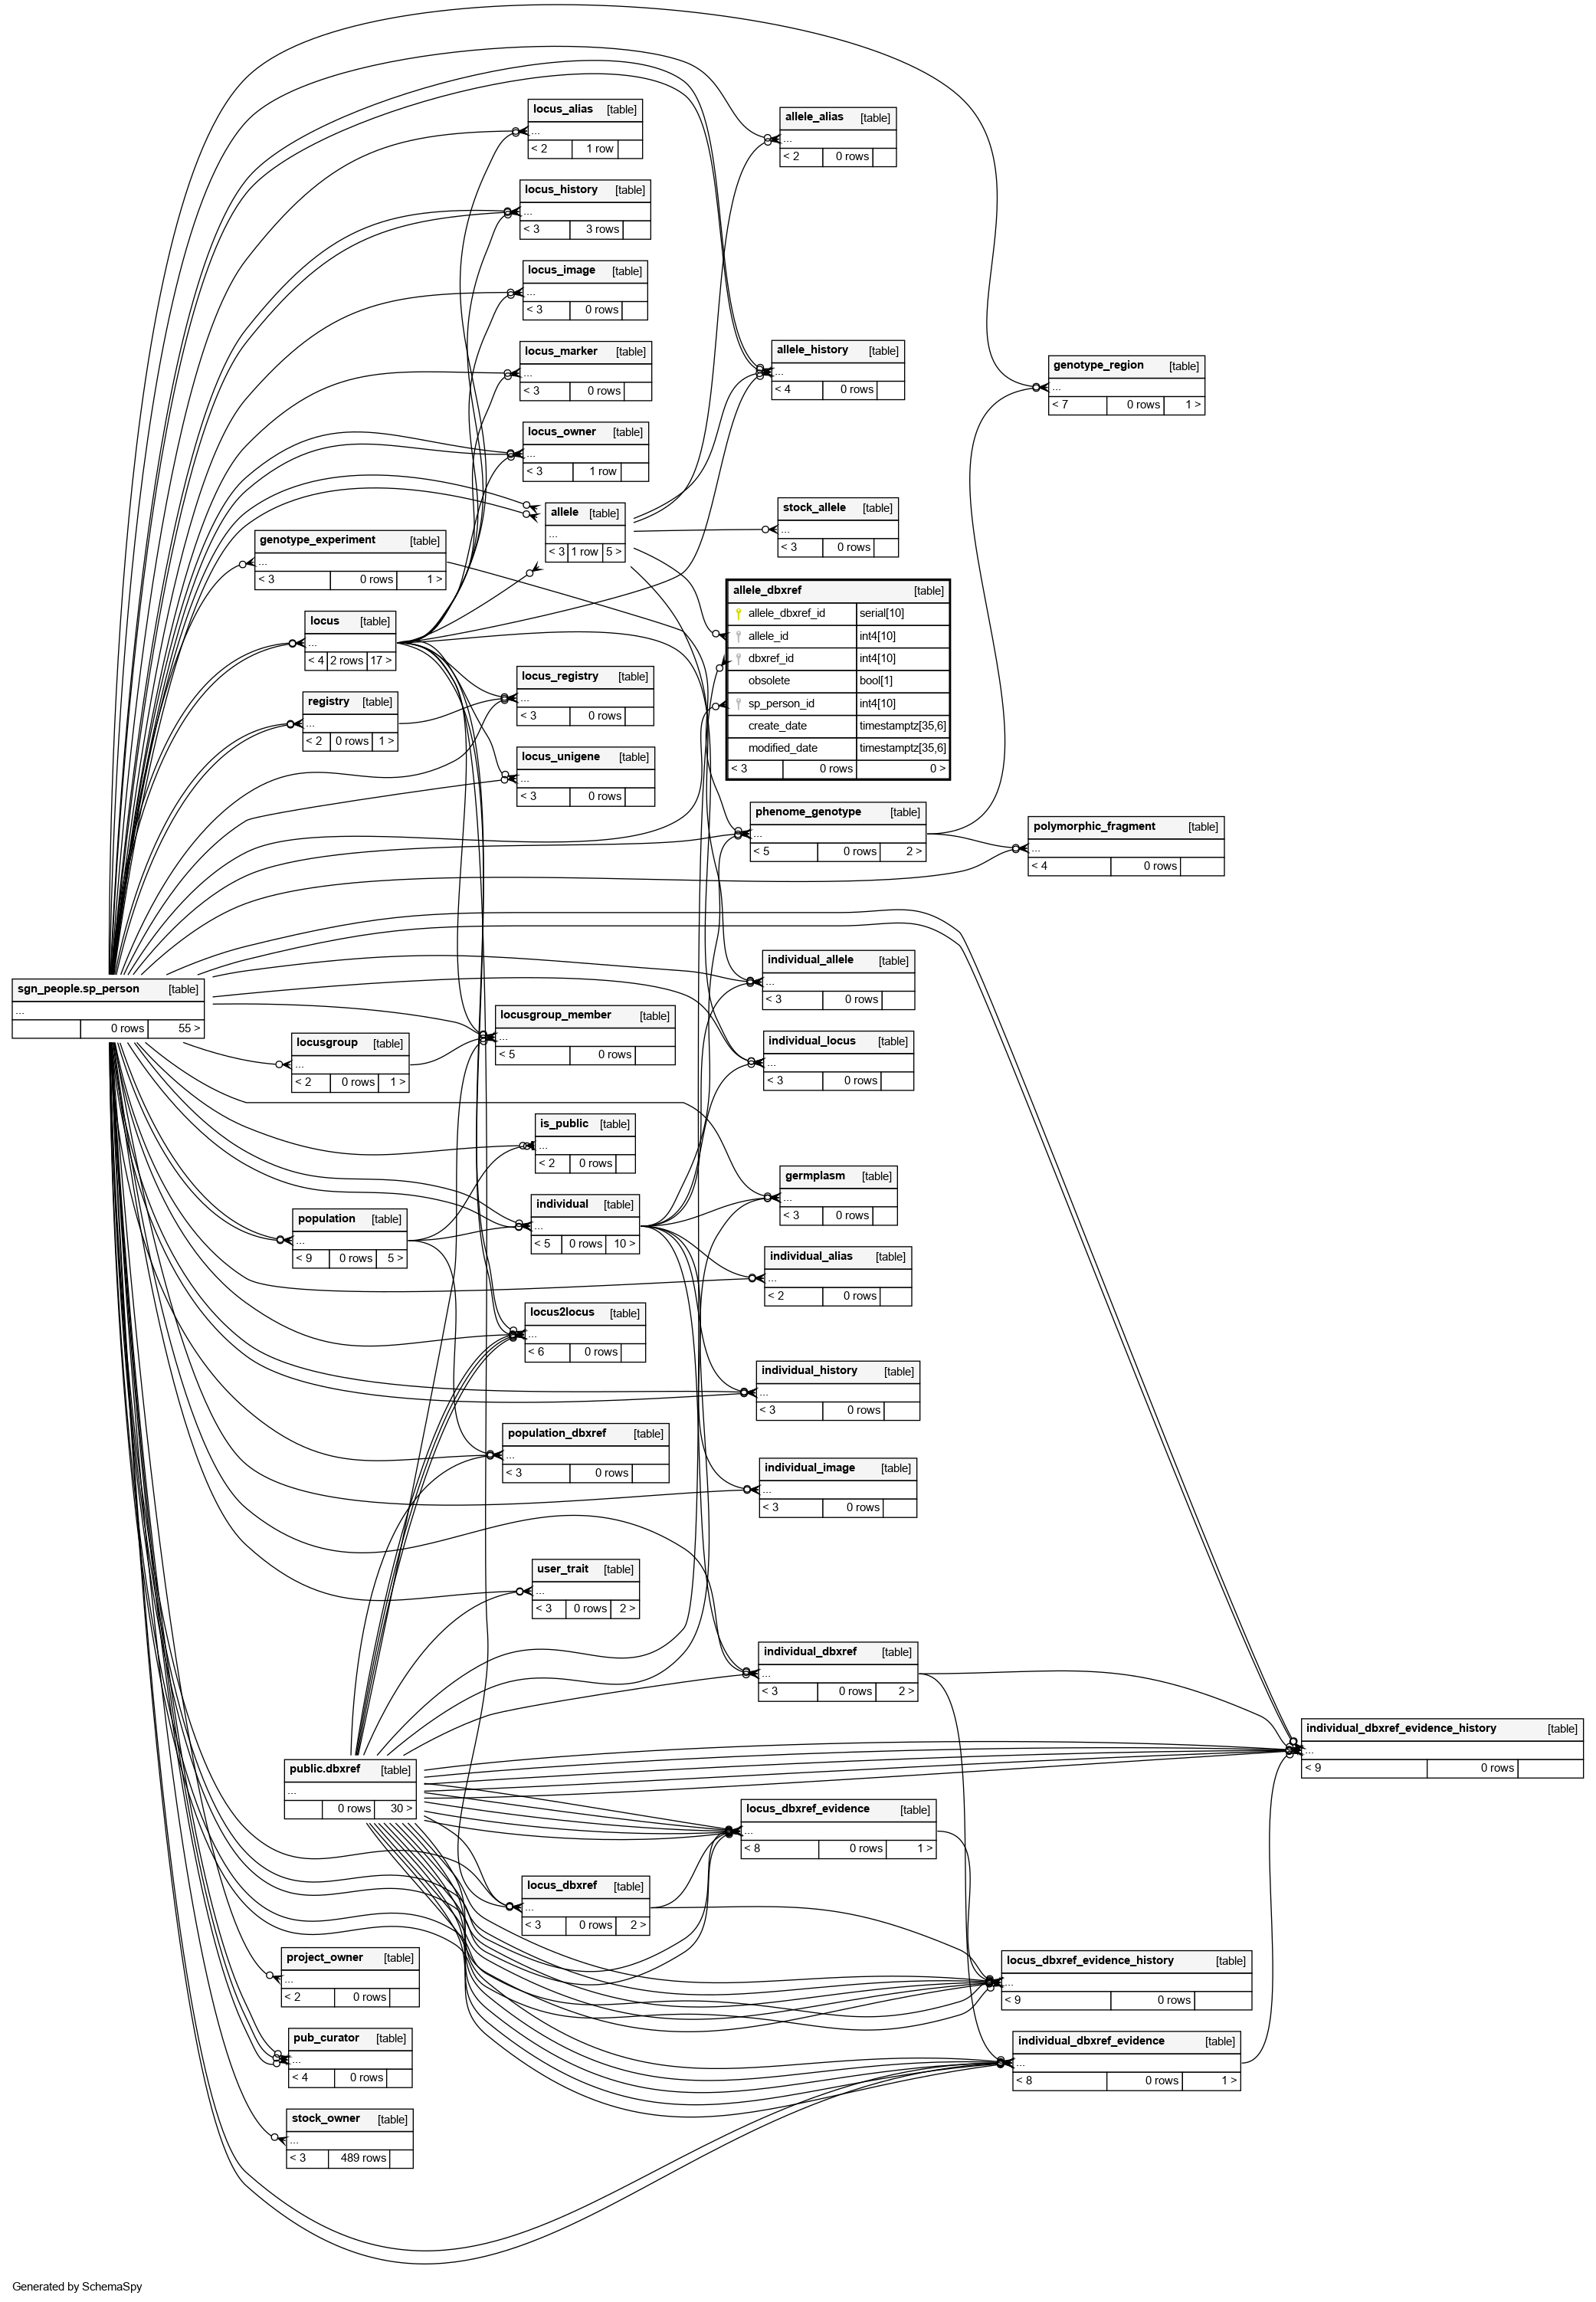 locus_alias [table]
...
< 2 1 row
allele_alias [table]
...
< 2 0 rows
locus_history [table]
...
< 3 3 rows
locus_image [table]
...
< 3 0 rows
locus_marker [table]
...
< 3 0 rows
allele_history [table]
...
< 4 0 rows
genotype_region [table]
...
< 7 0 rows 1 >
locus_owner [table]
...
< 3 1 row
allele [table]
...
< 3 1 row 5 >
stock_allele [table]
...
< 3 0 rows
genotype_experiment [table]
...
< 3 0 rows 1 >
allele_dbxref [table]
allele_dbxref_id serial[10]
allele_id int4[10]
dbxref_id int4[10]
obsolete bool[1]
sp_person_id int4[10]
create_date timestamptz[35,6]
modified_date timestamptz[35,6]
< 3 0 rows 0 >
locus [table]
...
< 4 2 rows 17 >
locus_registry [table]
...
< 3 0 rows
registry [table]
...
< 2 0 rows 1 >
locus_unigene [table]
...
< 3 0 rows
phenome_genotype [table]
...
< 5 0 rows 2 >
polymorphic_fragment [table]
...
< 4 0 rows
individual_allele [table]
...
< 3 0 rows
sgn_people.sp_person [table]
...
0 rows 55 >
locusgroup_member [table]
...
< 5 0 rows
locusgroup [table]
...
< 2 0 rows 1 >
individual_locus [table]
...
< 3 0 rows
is_public [table]
...
< 2 0 rows
germplasm [table]
...
< 3 0 rows
individual [table]
...
< 5 0 rows 10 >
population [table]
...
< 9 0 rows 5 >
individual_alias [table]
...
< 2 0 rows
locus2locus [table]
...
< 6 0 rows
individual_history [table]
...
< 3 0 rows
population_dbxref [table]
...
< 3 0 rows
individual_image [table]
...
< 3 0 rows
user_trait [table]
...
< 3 0 rows 2 >
individual_dbxref [table]
...
< 3 0 rows 2 >
individual_dbxref_evidence_history [table]
...
< 9 0 rows
public.dbxref [table]
...
0 rows 30 >
locus_dbxref_evidence [table]
...
< 8 0 rows 1 >
locus_dbxref [table]
...
< 3 0 rows 2 >
project_owner [table]
...
< 2 0 rows
locus_dbxref_evidence_history [table]
...
< 9 0 rows
pub_curator [table]
...
< 4 0 rows
individual_dbxref_evidence [table]
...
< 8 0 rows 1 >
stock_owner [table]
...
< 3 489 rows
Generated by SchemaSpy